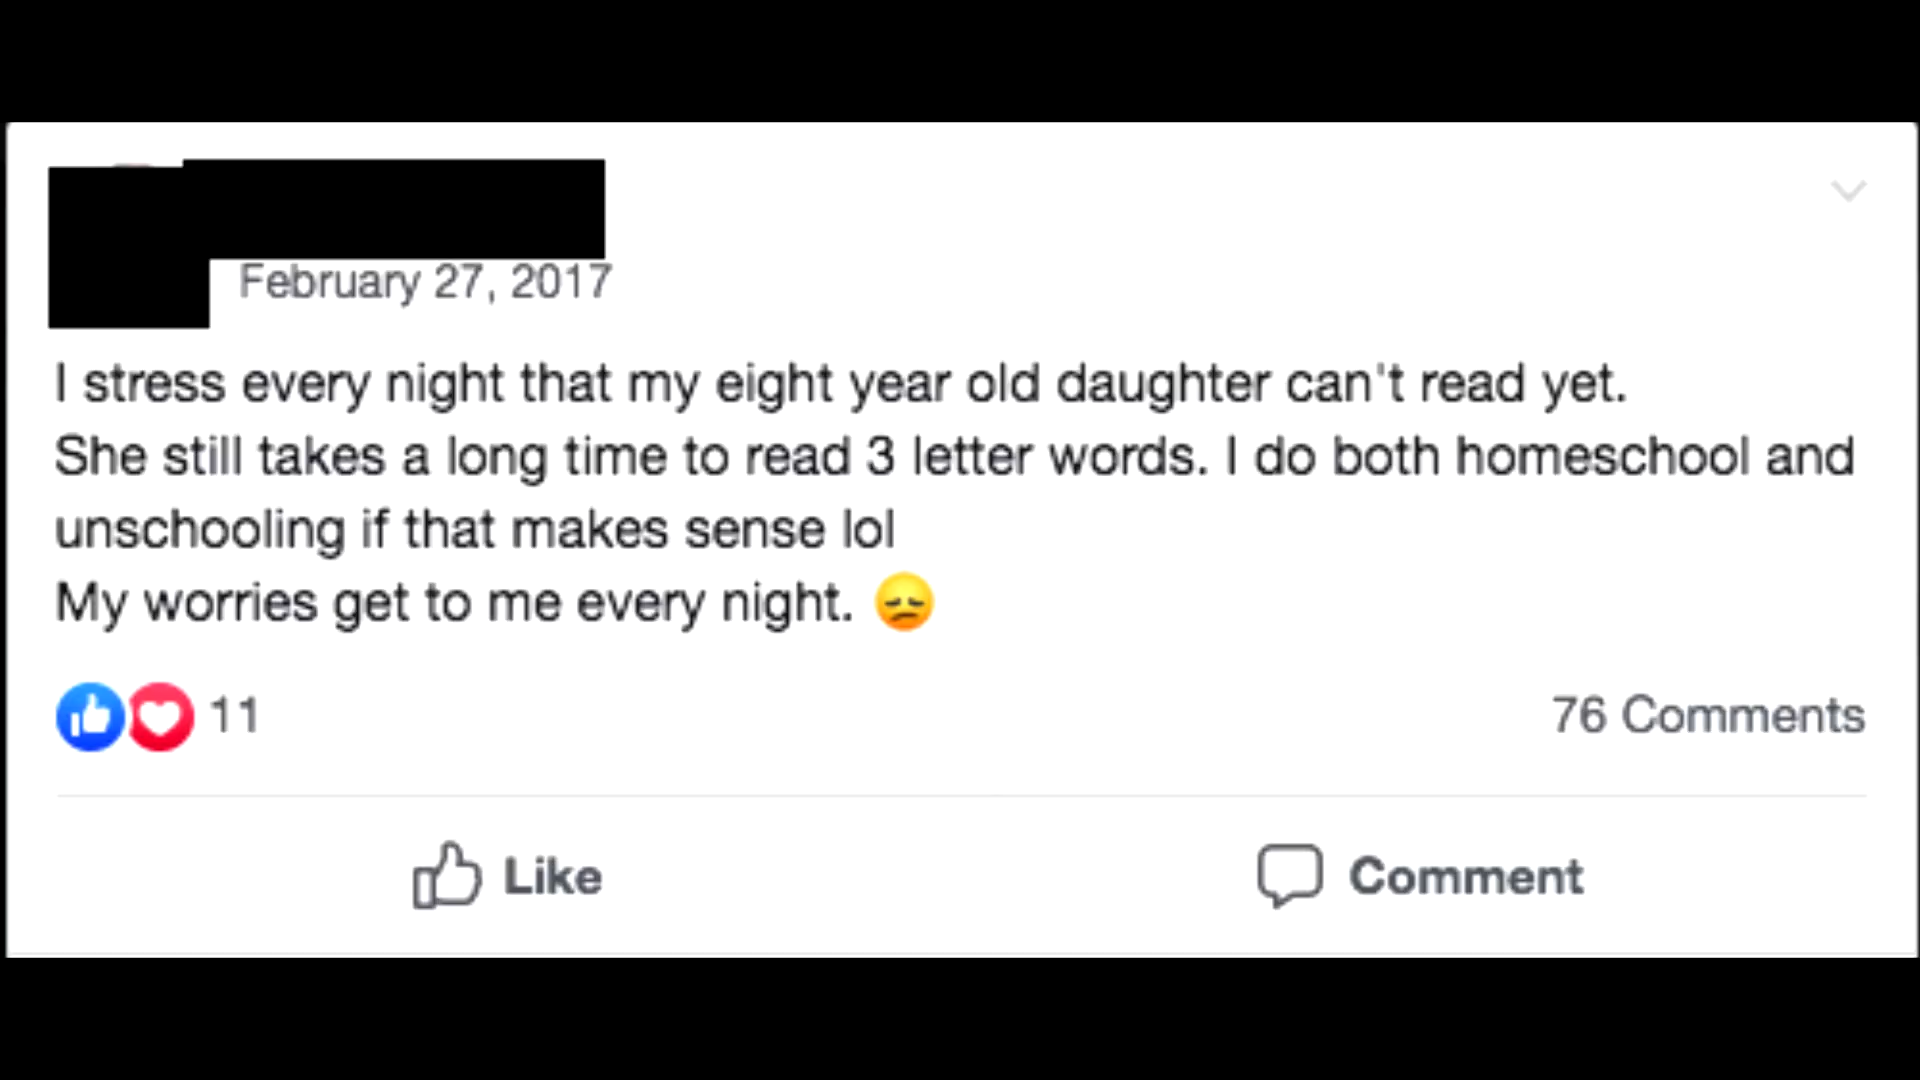 February 27, 2017
I stress every night that my eight year old daughter can't read yet.
She still takes a long time to read 3 letter words. I do both homeschool and
unschooling if that makes sense lol
My worries get to me every night. 😞
11
76 Comments
Like
Comment